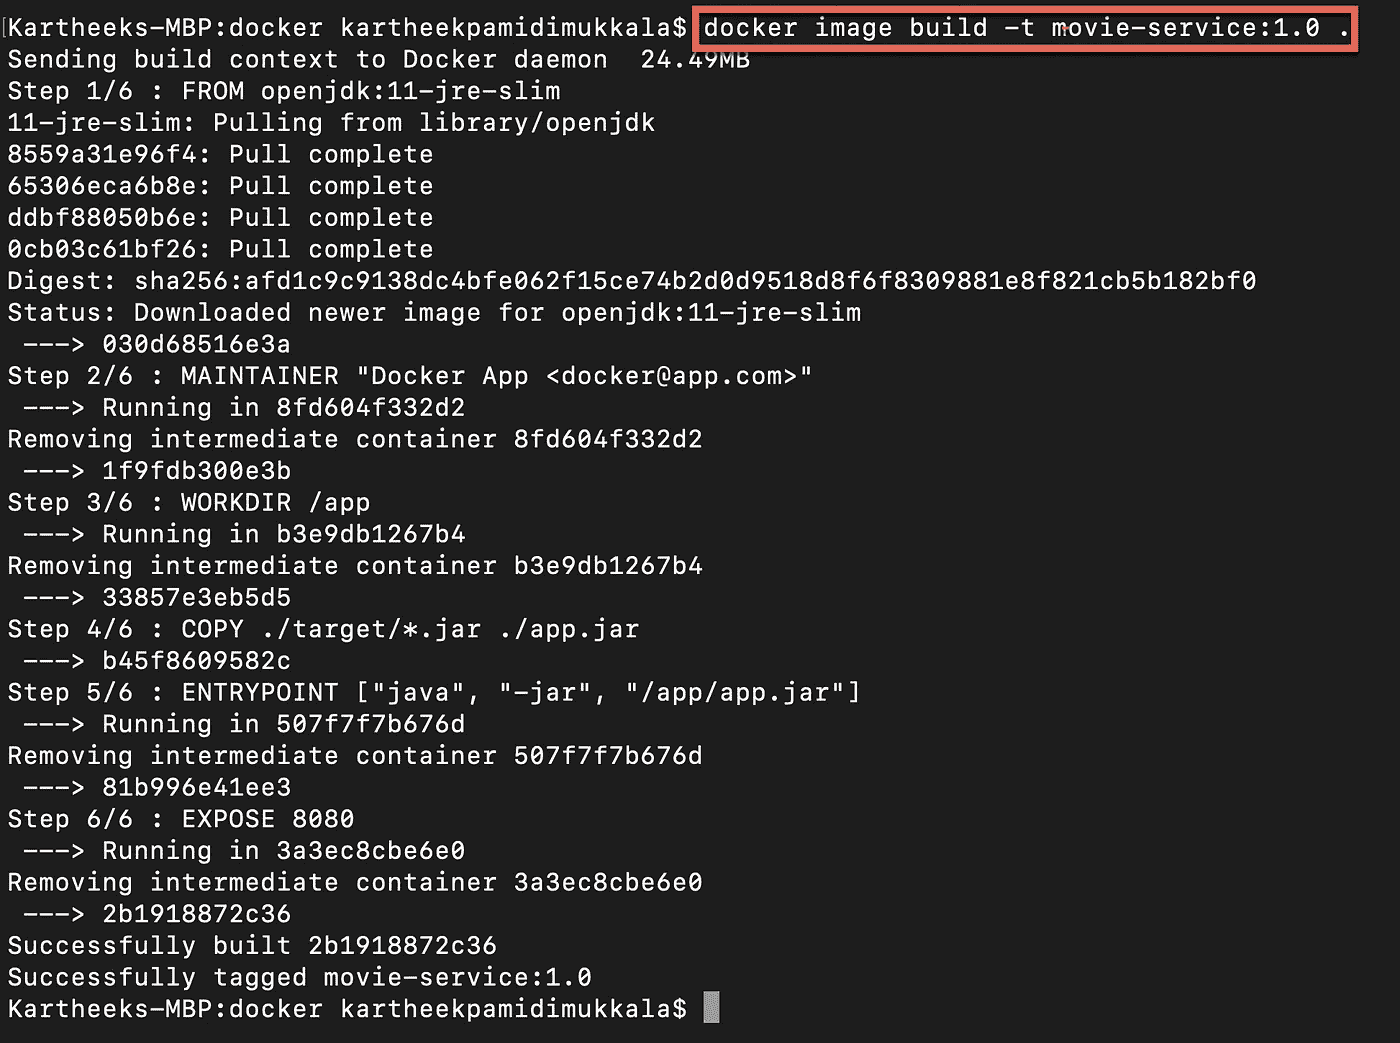 Kartheeks-MBP:docker kartheekpamidimukkala$ docker image build -t movie-service:1.0 .
Sending build context to Docker daemon  24.49MB
Step 1/6 : FROM openjdk:11-jre-slim
11-jre-slim: Pulling from library/openjdk
8559a31e96f4: Pull complete
65306eca6b8e: Pull complete
ddbf88050b6e: Pull complete
0cb03c61bf26: Pull complete
Digest: sha256:afd1c9c9138dc4bfe062f15ce74b2d0d9518d8f6f8309881e8f821cb5b182bf0
Status: Downloaded newer image for openjdk:11-jre-slim
 ---> 030d68516e3a
Step 2/6 : MAINTAINER "Docker App <docker@app.com>"
 ---> Running in 8fd604f332d2
Removing intermediate container 8fd604f332d2
 ---> 1f9fdb300e3b
Step 3/6 : WORKDIR /app
 ---> Running in b3e9db1267b4
Removing intermediate container b3e9db1267b4
 ---> 33857e3eb5d5
Step 4/6 : COPY ./target/*.jar ./app.jar
 ---> b45f8609582c
Step 5/6 : ENTRYPOINT ["java", "-jar", "/app/app.jar"]
 ---> Running in 507f7f7b676d
Removing intermediate container 507f7f7b676d
 ---> 81b996e41ee3
Step 6/6 : EXPOSE 8080
 ---> Running in 3a3ec8cbe6e0
Removing intermediate container 3a3ec8cbe6e0
 ---> 2b1918872c36
Successfully built 2b1918872c36
Successfully tagged movie-service:1.0
Kartheeks-MBP:docker kartheekpamidimukkala$